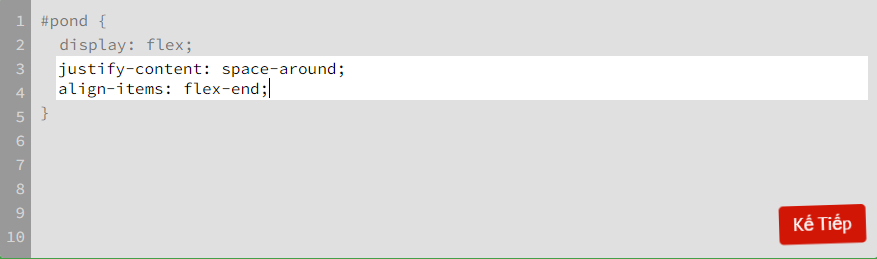 1 #pond {
2 display: flex;
3 justify-content: space-around;
4 align-items: flex-end;
5 }
6
7
8
9
10
Kế Tiếp